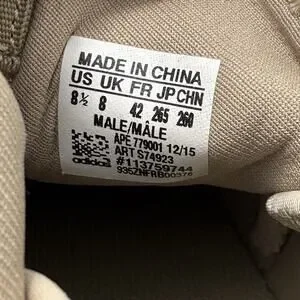 MADE IN CHINA
US UK FR JP CHN
8½ 8 42 265 260
MALE/MÂLE
APE 779001 12/15
ART S74923
adidas #113759744
935ZNFRB00376